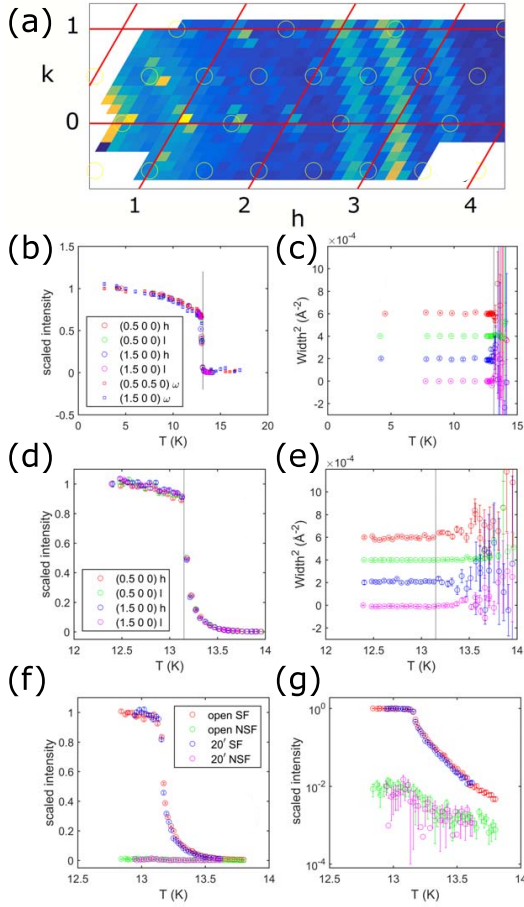 (a)
1
k
0
1
2
3
4
h
(b)
(c)
1.5
1
0.5
0
-0.5
scaled intensity
(0.5 0 0) h
(0.5 0 0) l
(1.5 0 0) h
(1.5 0 0) l
(0.5 0.5 0) ω
(1.5 0 0) ω
0 5 10 15 20
T (K)
×10⁻⁴
10
8
6
4
2
0
-2
Width² (Å⁻²)
0 5 10 15
T (K)
(d)
(e)
1
0.8
0.6
0.4
0.2
0
scaled intensity
(0.5 0 0) h
(0.5 0 0) l
(1.5 0 0) h
(1.5 0 0) l
12 12.5 13 13.5 14
T (K)
×10⁻⁴
10
8
6
4
2
0
-2
Width² (Å⁻²)
12 12.5 13 13.5 14
T (K)
(f)
(g)
1
0.8
0.6
0.4
0.2
0
scaled intensity
open SF
open NSF
20′ SF
20′ NSF
12.5 13 13.5 14
T (K)
10⁰
10⁻²
10⁻⁴
scaled intensity
12.5 13 13.5 14
T (K)